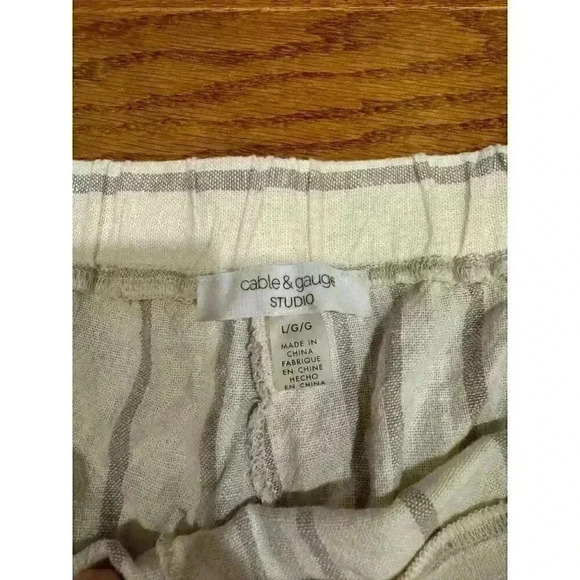 cable & gauge
STUDIO
L/G/G
MADE IN
CHINA
FABRIQUE
EN CHINE
HECHO
EN CHINA